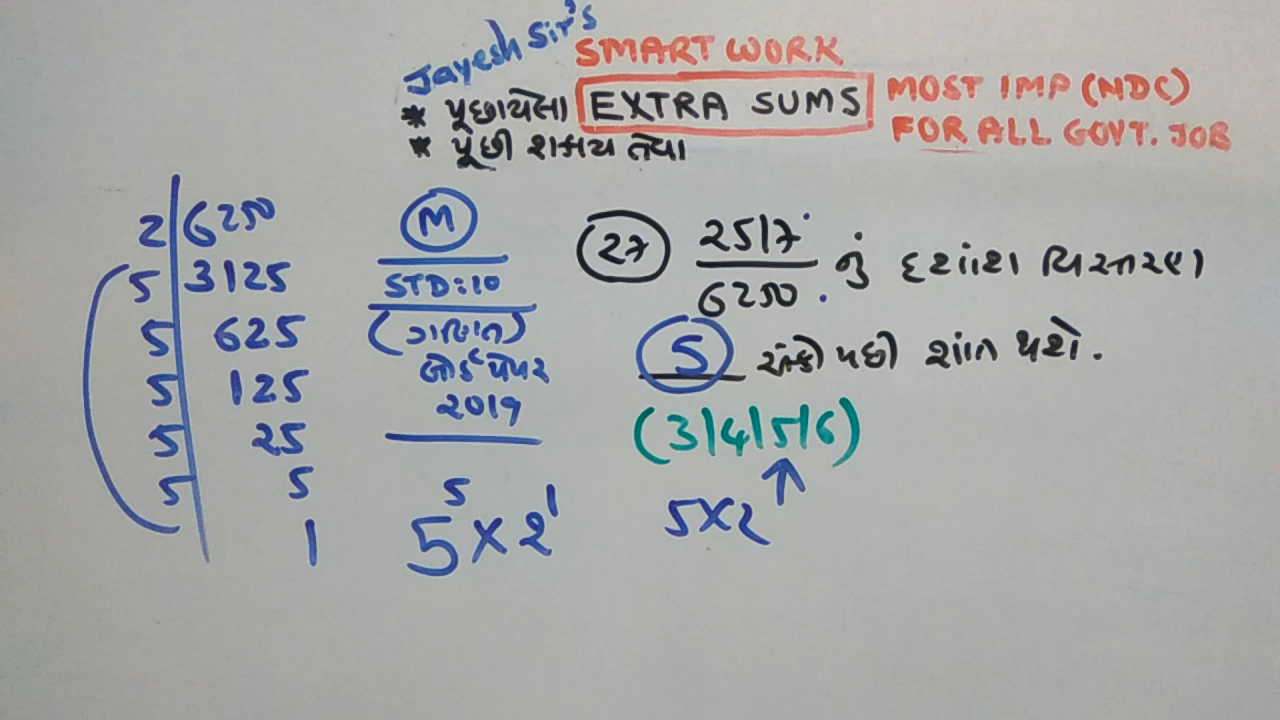 Jayesh Sir's
SMART WORK
* પૂછાયેલા EXTRA SUMS
MOST IMP (MDC)
* પૂછી શકાય તેવા
FOR ALL GOVT. JOB
2 | 6250
5 | 3125
5 | 625
5 | 125
5 | 25
5 | 5
1
M
STD:10
(ગણિત)
બોર્ડ પેપર
2019
5⁵ × 2¹
27 2517/6250 નું દશાંશ વિસ્તરણ
5 અંકો પછી શાંત થશે.
(3/4/5/6)
5×2